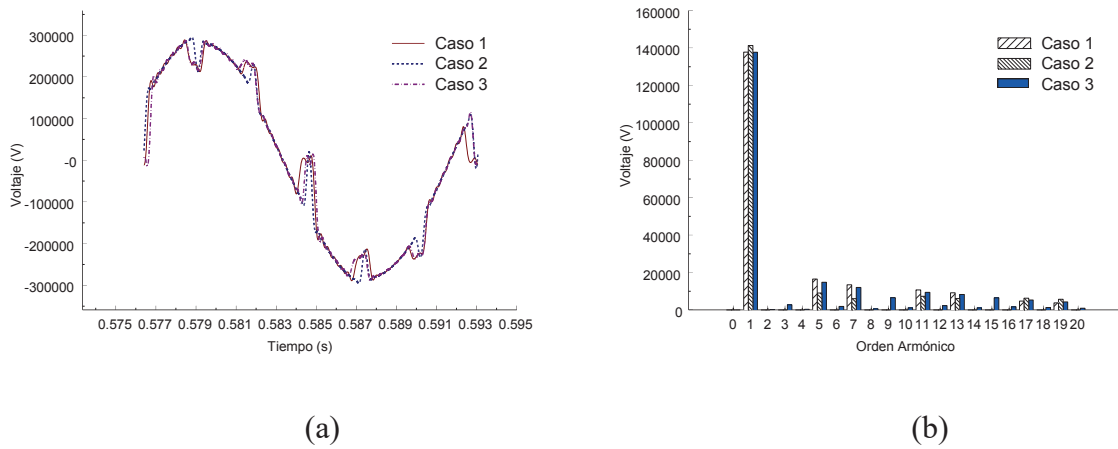 300000
200000
100000
-0
-100000
-200000
-300000
Voltaje (V)
0.575 0.577 0.579 0.581 0.583 0.585 0.587 0.589 0.591 0.593 0.595
Tiempo (s)
Caso 1
Caso 2
Caso 3
(a)
160000
140000
120000
100000
80000
60000
40000
20000
0
Voltaje (V)
0 1 2 3 4 5 6 7 8 9 10 11 12 13 14 15 16 17 18 19 20
Orden Armónico
Caso 1
Caso 2
Caso 3
(b)